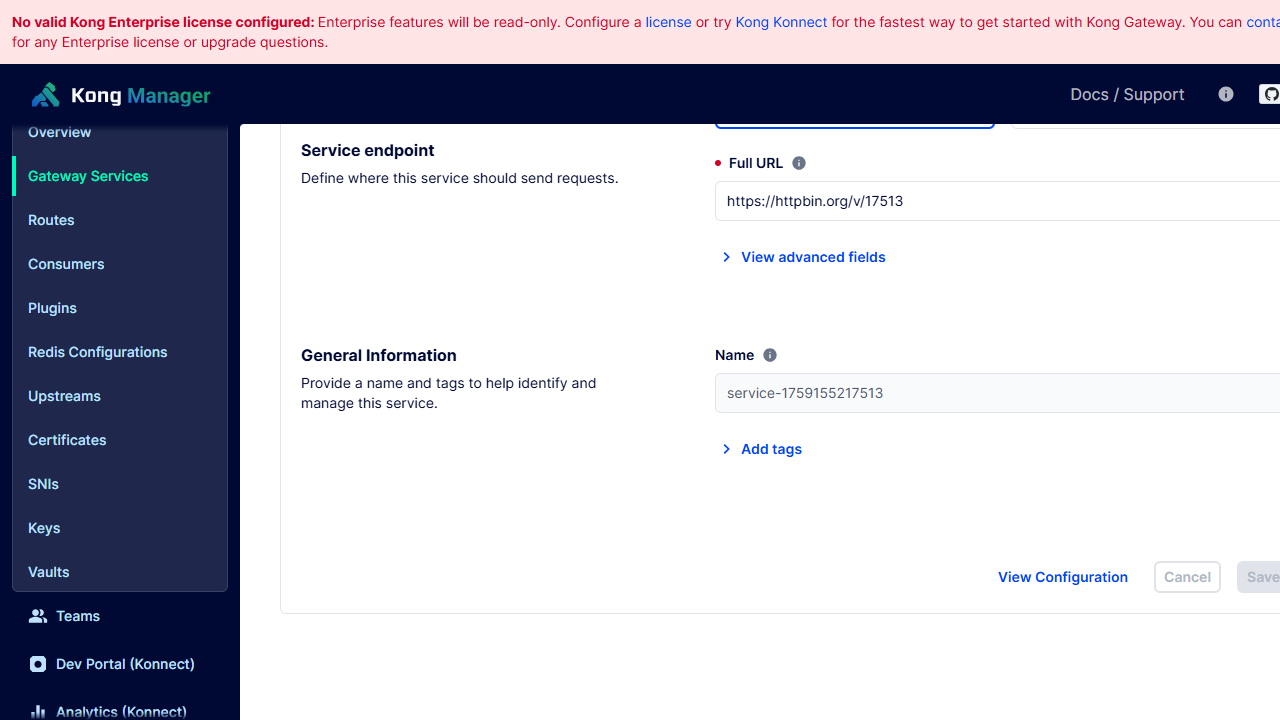 No valid Kong Enterprise license configured: Enterprise features will be read-only. Configure a license or try Kong Konnect for the fastest way to get started with Kong Gateway. You can
for any Enterprise license or upgrade questions.
Kong Manager
Docs / Support
Overview
Gateway Services
Routes
Consumers
Plugins
Redis Configurations
Upstreams
Certificates
SNIs
Keys
Vaults
Teams
Dev Portal (Konnect)
Analytics (Konnect)
Service endpoint
Define where this service should send requests.
Full URL
https://httpbin.org/v/17513
View advanced fields
General Information
Provide a name and tags to help identify and
manage this service.
Name
service-1759155217513
Add tags
View Configuration
Cancel
Save